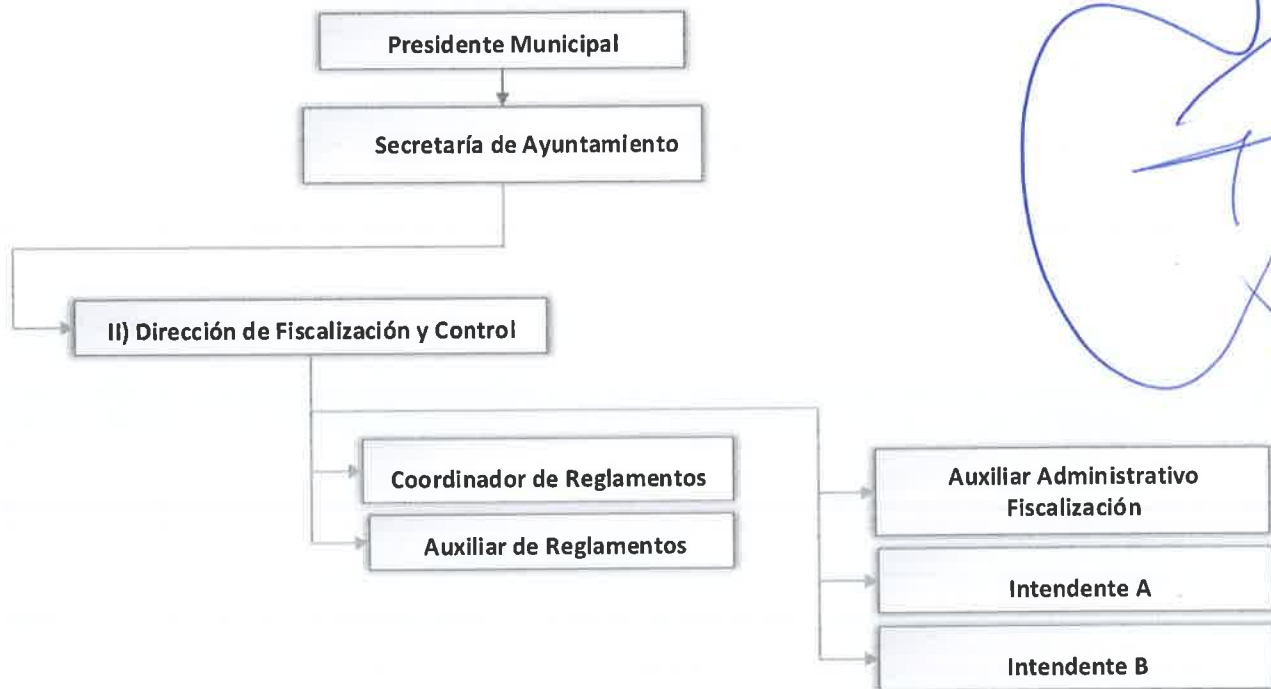 Presidente Municipal
Secretaría de Ayuntamiento
II) Dirección de Fiscalización y Control
Coordinador de Reglamentos
Auxiliar de Reglamentos
Auxiliar Administrativo
Fiscalización
Intendente A
Intendente B